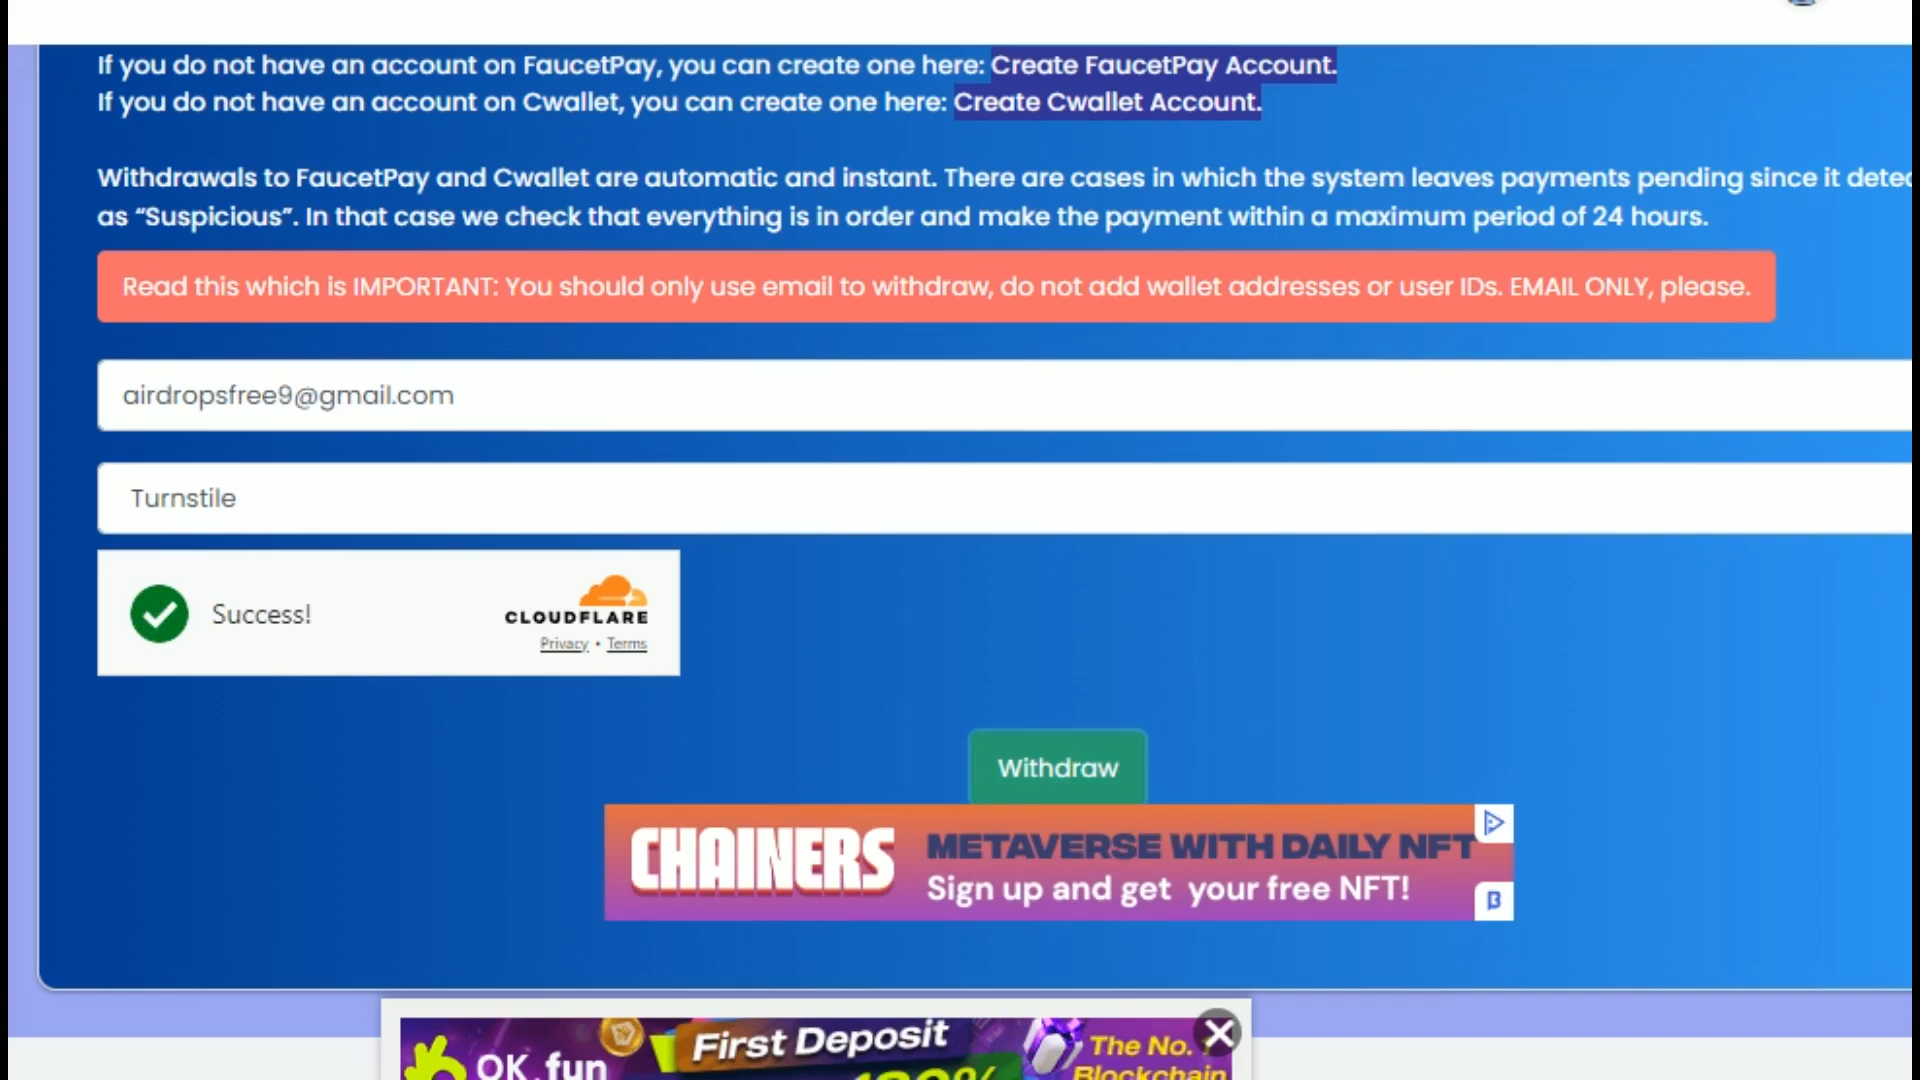 If you do not have an account on FaucetPay, you can create one here: Create FaucetPay Account.
If you do not have an account on Cwallet, you can create one here: Create Cwallet Account.
Withdrawals to FaucetPay and Cwallet are automatic and instant. There are cases in which the system leaves payments pending since it
as “Suspicious”. In that case we check that everything is in order and make the payment within a maximum period of 24 hours.
Read this which is IMPORTANT: You should only use email to withdraw, do not add wallet addresses or user IDs. EMAIL ONLY, please.
airdropsfree9@gmail.com
Turnstile
Success!
CLOUDFLARE
Privacy • Terms
Withdraw
CHAINERS
METAVERSE WITH DAILY NFT
Sign up and get your free NFT!
First Deposit
OK.fun
The No.
Blockchain